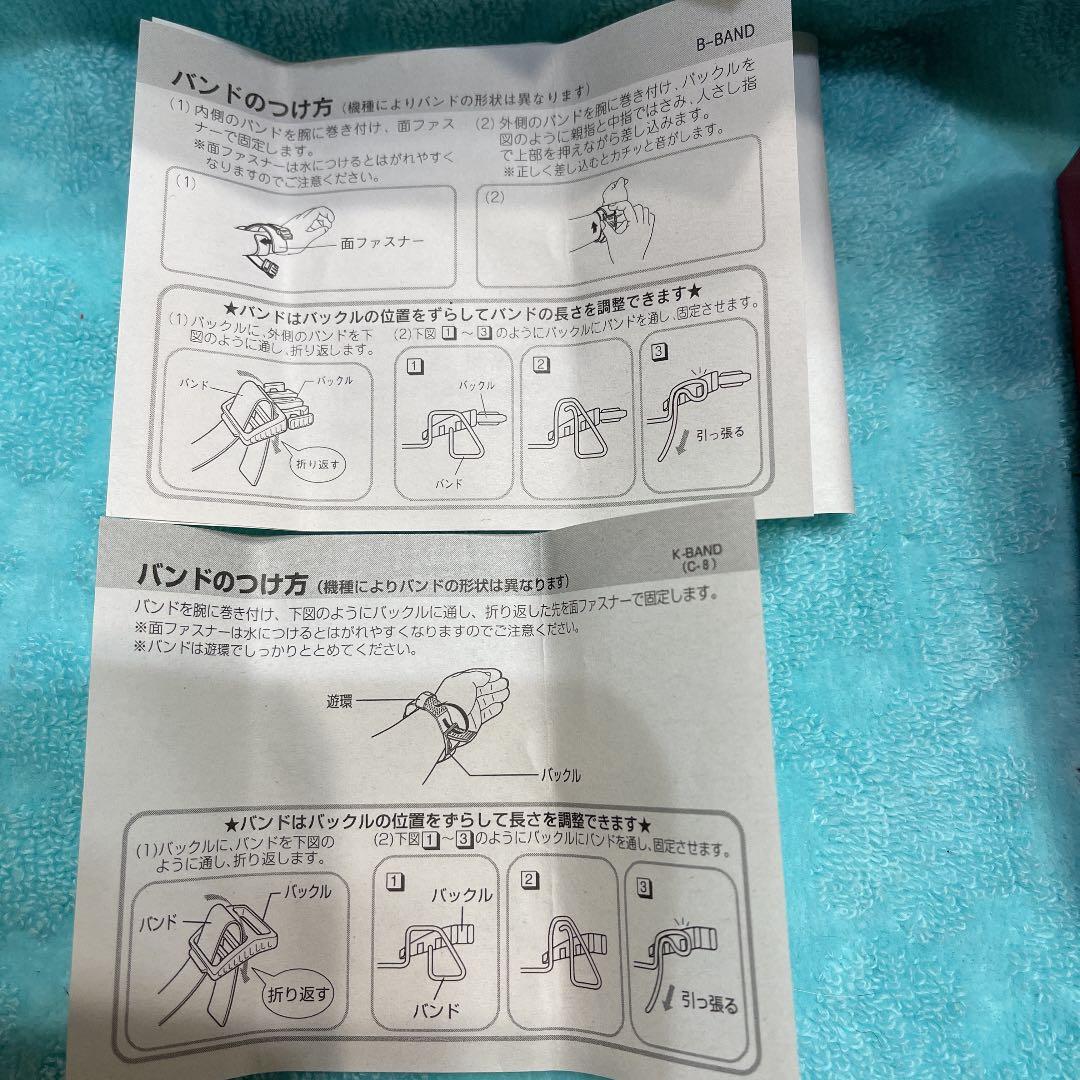 B-BAND
バンドのつけ方(機種によりバンドの形状は異なります)
(1)内側のバンドを腕に巻き付け、面ファス
ナーで固定します。
※面ファスナーは水につけるとはがれやすく
なりますのでご注意ください。
(2)外側のバンドを腕に巻き付け、バックルを
図のように親指と中指ではさみ、人さし指
で上部を押えながら差し込みます。
※正しく差し込むとカチッと音がします。
(1)
面ファスナー
(2)
★バンドはバックルの位置をずらしてバンドの長さを調整できます★
(1)バックルに、外側のバンドを下
図のように通し、折り返します。
(2)下図1~3のようにバックルにバンドを通し、固定させます。
バンド
バックル
折り返す
1
バックル
バンド
2
3
引っ張る
K-BAND
(C-8)
バンドのつけ方(機種によりバンドの形状は異なります)
バンドを腕に巻き付け、下図のようにバックルに通し、折り返した先を面ファスナーで固定します。
※面ファスナーは水につけるとはがれやすくなりますのでご注意ください。
※バンドは遊環でしっかりととめてください。
遊環
バックル
★バンドはバックルの位置をずらして長さを調整できます★
(1)バックルに、バンドを下図の
ように通し、折り返します。
(2)下図1~3のようにバックルにバンドを通し、固定させます。
バンド
バックル
折り返す
1
バックル
バンド
2
3
引っ張る